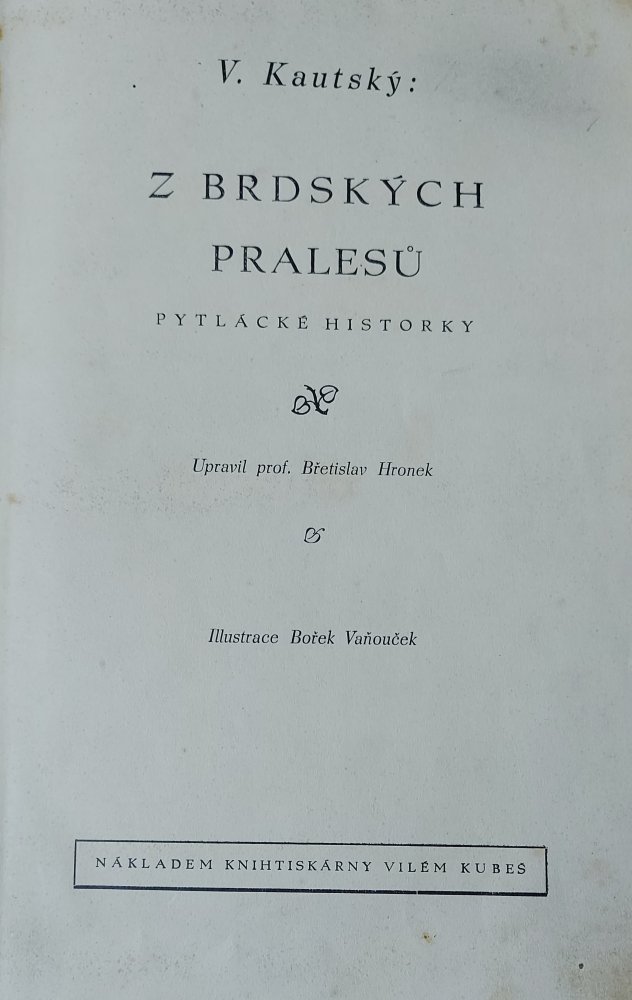 V. Kautský:
Z BRDSKÝCH
PRALESŮ
PYTLÁCKÉ HISTORKY
Upravil prof. Břetislav Hronek
Illustrace Bořek Vaňouček
NÁKLADEM KNIHTISKÁRNY VILÉM KUBEŠ